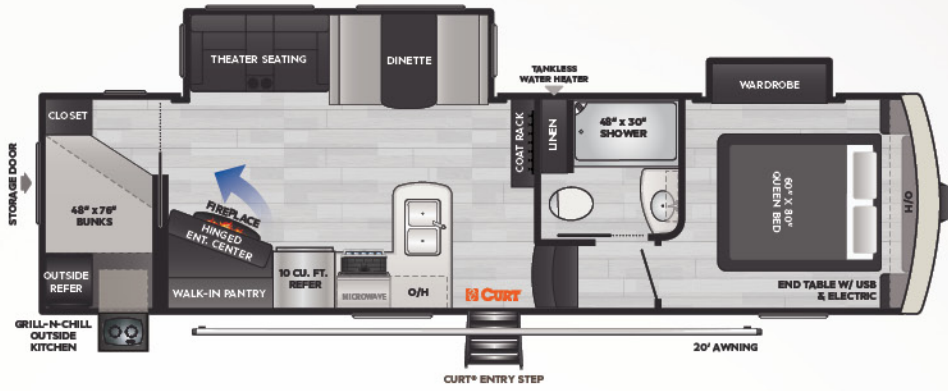 THEATER SEATING
DINETTE
TANKLESS
WATER HEATER
WARDROBE
CLOSET
COAT RACK
LINEN
48" x 30"
SHOWER
STORAGE DOOR
48" x 76"
BUNKS
FIREPLACE
HINGED
ENT. CENTER
60" X 80"
QUEEN BED
O/H
OUTSIDE
REFER
WALK-IN PANTRY
10 CU. FT.
REFER
MICROWAVE
O/H
CURT
END TABLE W/ USB
& ELECTRIC
GRILL-N-CHILL
OUTSIDE
KITCHEN
20' AWNING
CURT® ENTRY STEP